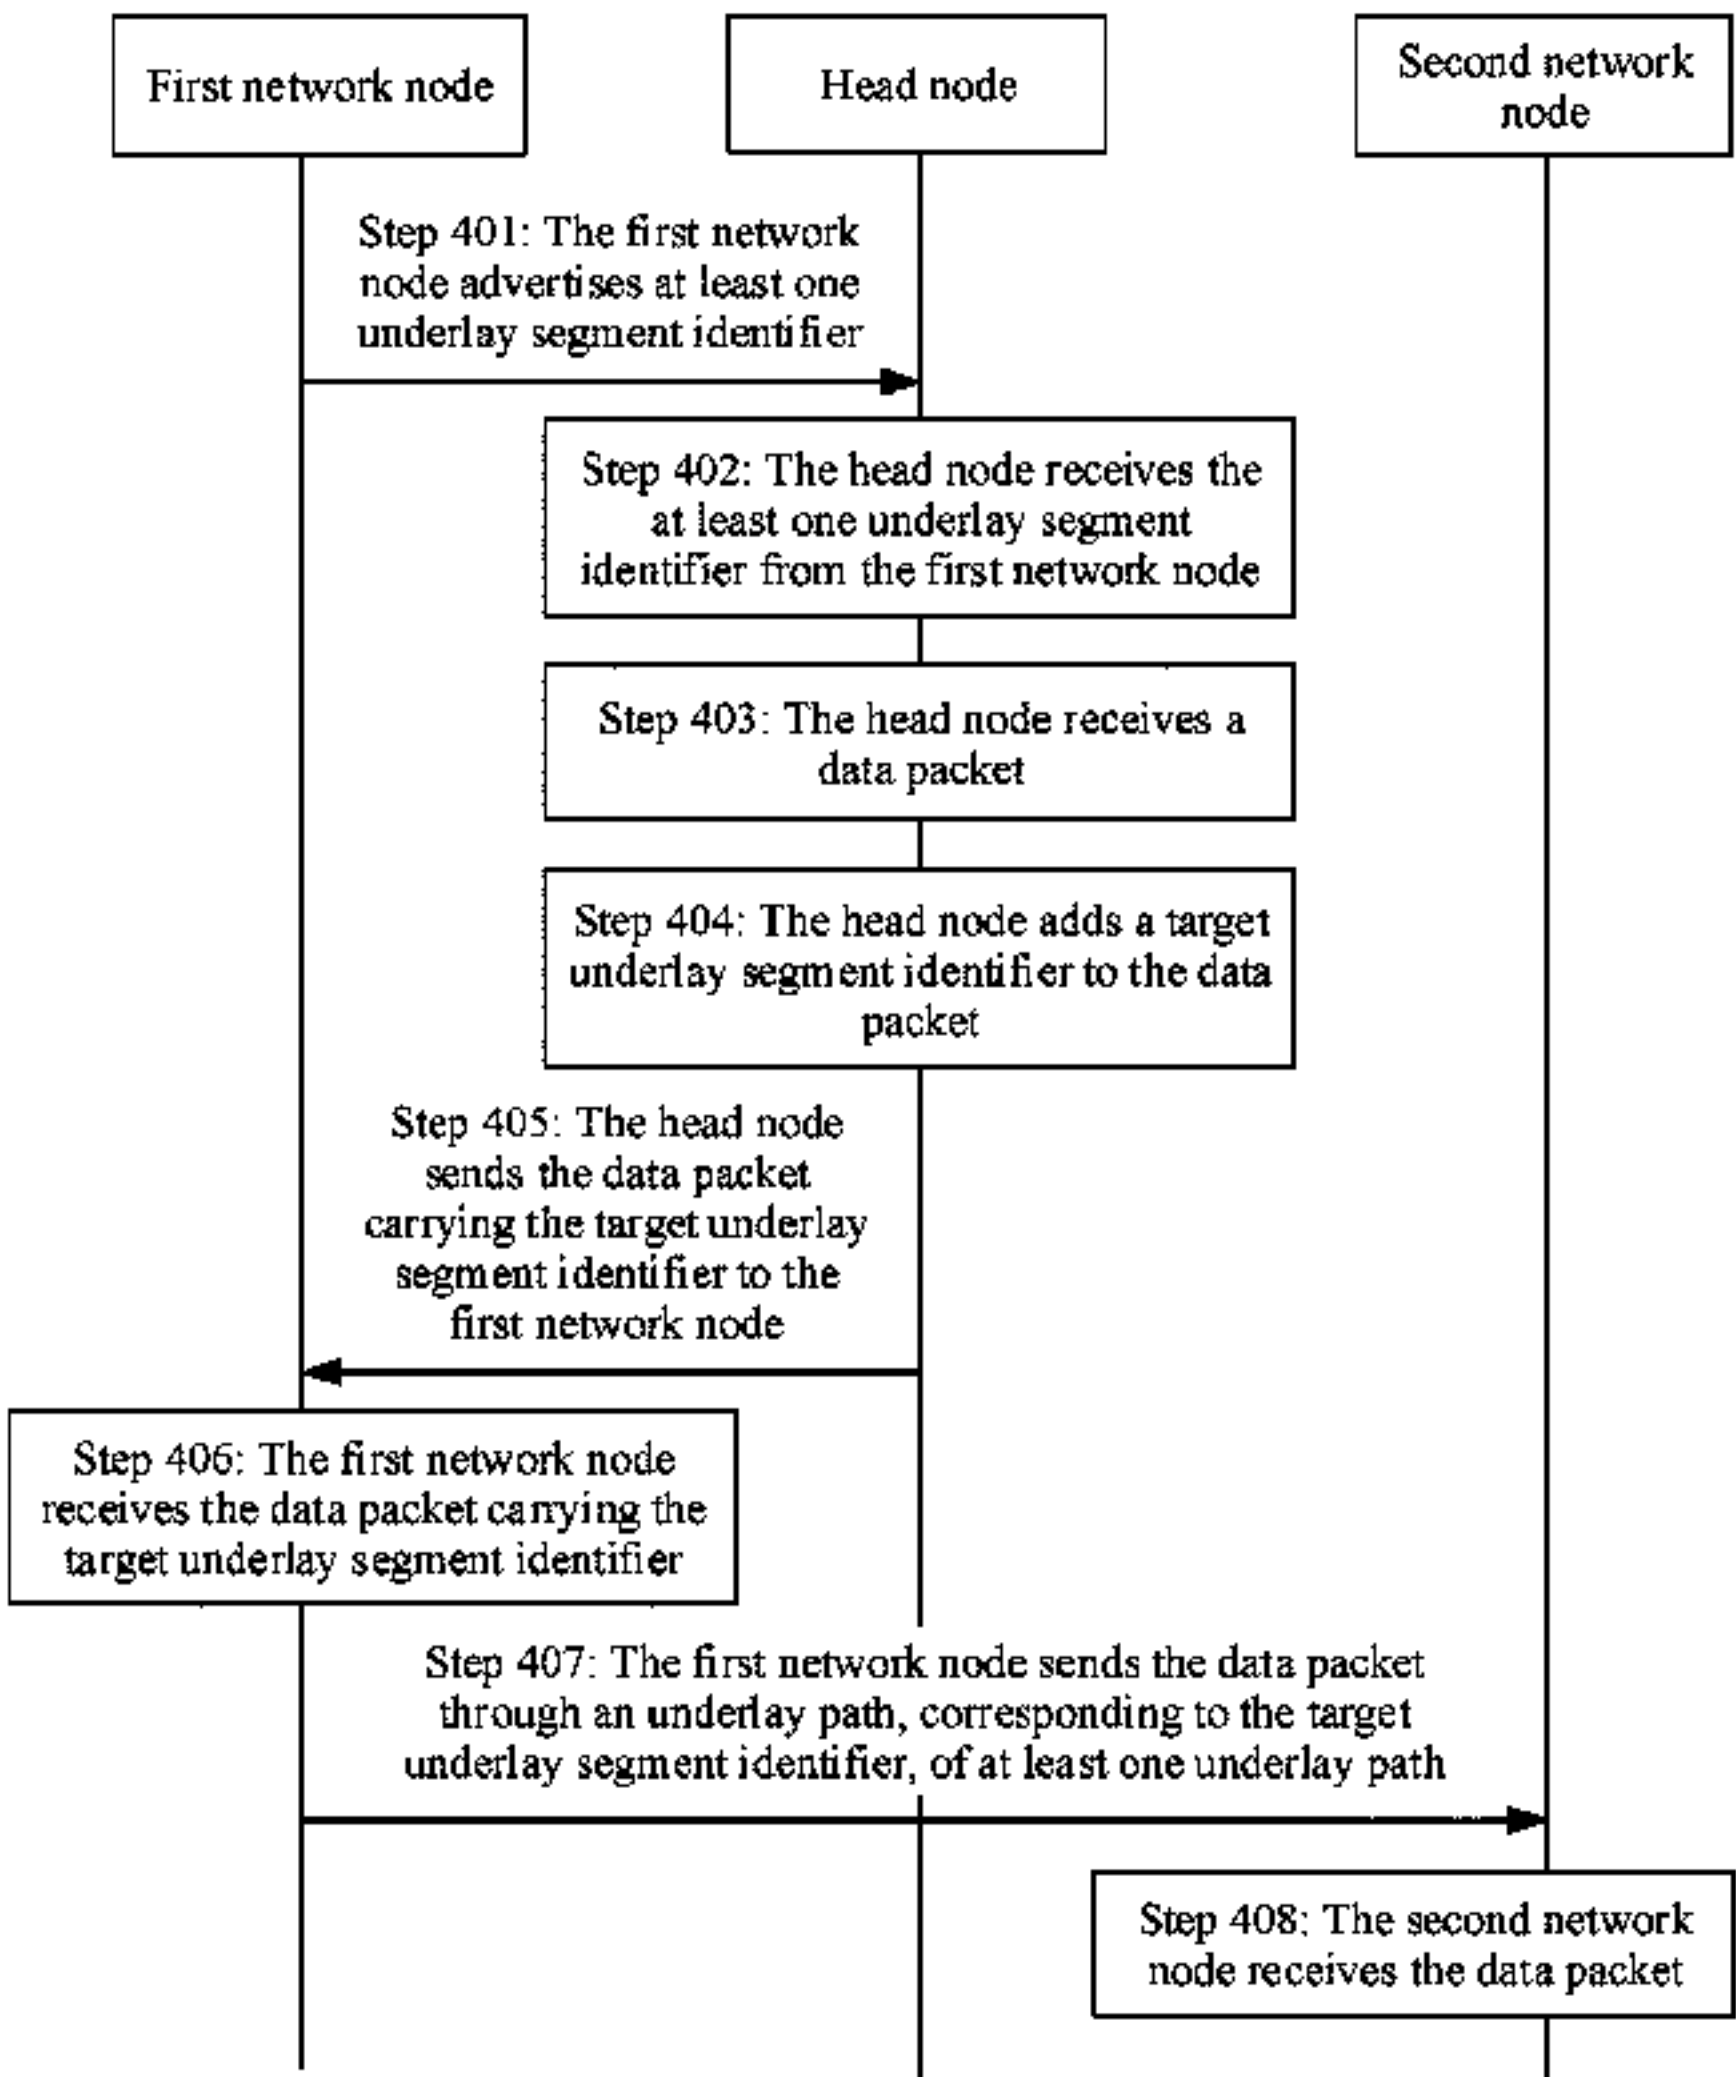 First network node
Head node
Second network
node
Step 401: The first network
node advertises at least one
underlay segment identifier
Step 402: The head node receives the
at least one underlay segment
identifier from the first network node
Step 403: The head node receives a
data packet
Step 404: The head node adds a target
underlay segment identifier to the data
packet
Step 405: The head node
sends the data packet
carrying the target underlay
segment identifier to the
first network node
Step 406: The first network node
receives the data packet carrying the
target underlay segment identifier
Step 407: The first network node sends the data packet
through an underlay path, corresponding to the target
underlay segment identifier, of at least one underlay path
Step 408: The second network
node receives the data packet